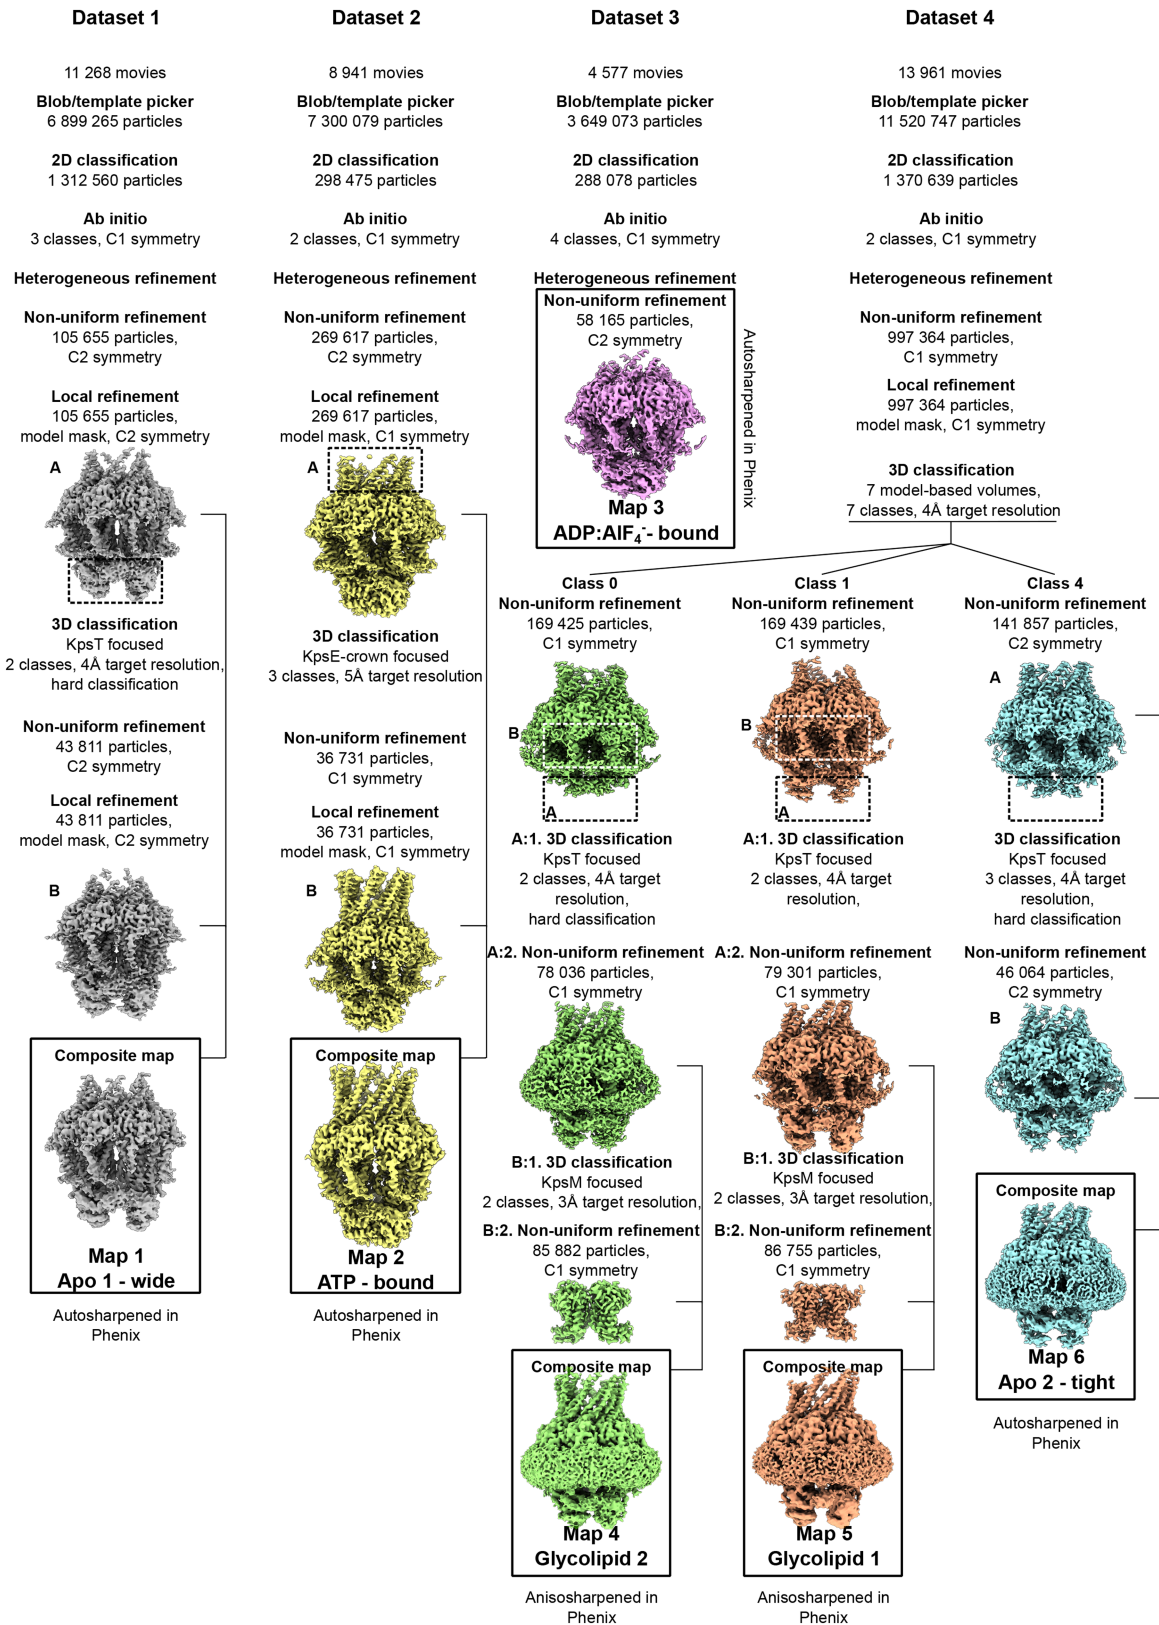 Dataset 1
11 268 movies
Blob/template picker
6 899 265 particles
2D classification
1 312 560 particles
Ab initio
3 classes, C1 symmetry
Heterogeneous refinement
Non-uniform refinement
105 655 particles,
C2 symmetry
Local refinement
105 655 particles,
model mask, C2 symmetry
A
3D classification
KpsT focused
2 classes, 4Å target resolution,
hard classification
Non-uniform refinement
43 811 particles,
C2 symmetry
Local refinement
43 811 particles,
model mask, C2 symmetry
B
Composite map
Map 1
Apo 1 - wide
Autosharpened in
Phenix
Dataset 2
8 941 movies
Blob/template picker
7 300 079 particles
2D classification
298 475 particles
Ab initio
2 classes, C1 symmetry
Heterogeneous refinement
Non-uniform refinement
269 617 particles,
C2 symmetry
Local refinement
269 617 particles,
model mask, C1 symmetry
A
3D classification
KpsE-crown focused
3 classes, 5Å target resolution
Non-uniform refinement
36 731 particles,
C1 symmetry
Local refinement
36 731 particles,
model mask, C1 symmetry
B
Composite map
Map 2
ATP - bound
Autosharpened in
Phenix
Dataset 3
4 577 movies
Blob/template picker
3 649 073 particles
2D classification
288 078 particles
Ab initio
4 classes, C1 symmetry
Heterogeneous refinement
Non-uniform refinement
58 165 particles,
C2 symmetry
Map 3
ADP:AlF₄⁻- bound
Autosharpened in Phenix
Dataset 4
13 961 movies
Blob/template picker
11 520 747 particles
2D classification
1 370 639 particles
Ab initio
2 classes, C1 symmetry
Heterogeneous refinement
Non-uniform refinement
997 364 particles,
C1 symmetry
Local refinement
997 364 particles,
model mask, C1 symmetry
3D classification
7 model-based volumes,
7 classes, 4Å target resolution
Class 0
Non-uniform refinement
169 425 particles,
C1 symmetry
B
A
A:1. 3D classification
KpsT focused
2 classes, 4Å target
resolution,
hard classification
A:2. Non-uniform refinement
78 036 particles,
C1 symmetry
B:1. 3D classification
KpsM focused
2 classes, 3Å target resolution,
B:2. Non-uniform refinement
85 882 particles,
C1 symmetry
Composite map
Map 4
Glycolipid 2
Anisosharpened in
Phenix
Class 1
Non-uniform refinement
169 439 particles,
C1 symmetry
B
A
A:1. 3D classification
KpsT focused
2 classes, 4Å target
resolution,
A:2. Non-uniform refinement
79 301 particles,
C1 symmetry
B:1. 3D classification
KpsM focused
2 classes, 3Å target resolution,
B:2. Non-uniform refinement
86 755 particles,
C1 symmetry
Composite map
Map 5
Glycolipid 1
Anisosharpened in
Phenix
Class 4
Non-uniform refinement
141 857 particles,
C2 symmetry
A
3D classification
KpsT focused
3 classes, 4Å target
resolution,
hard classification
Non-uniform refinement
46 064 particles,
C2 symmetry
B
Composite map
Map 6
Apo 2 - tight
Autosharpened in
Phenix